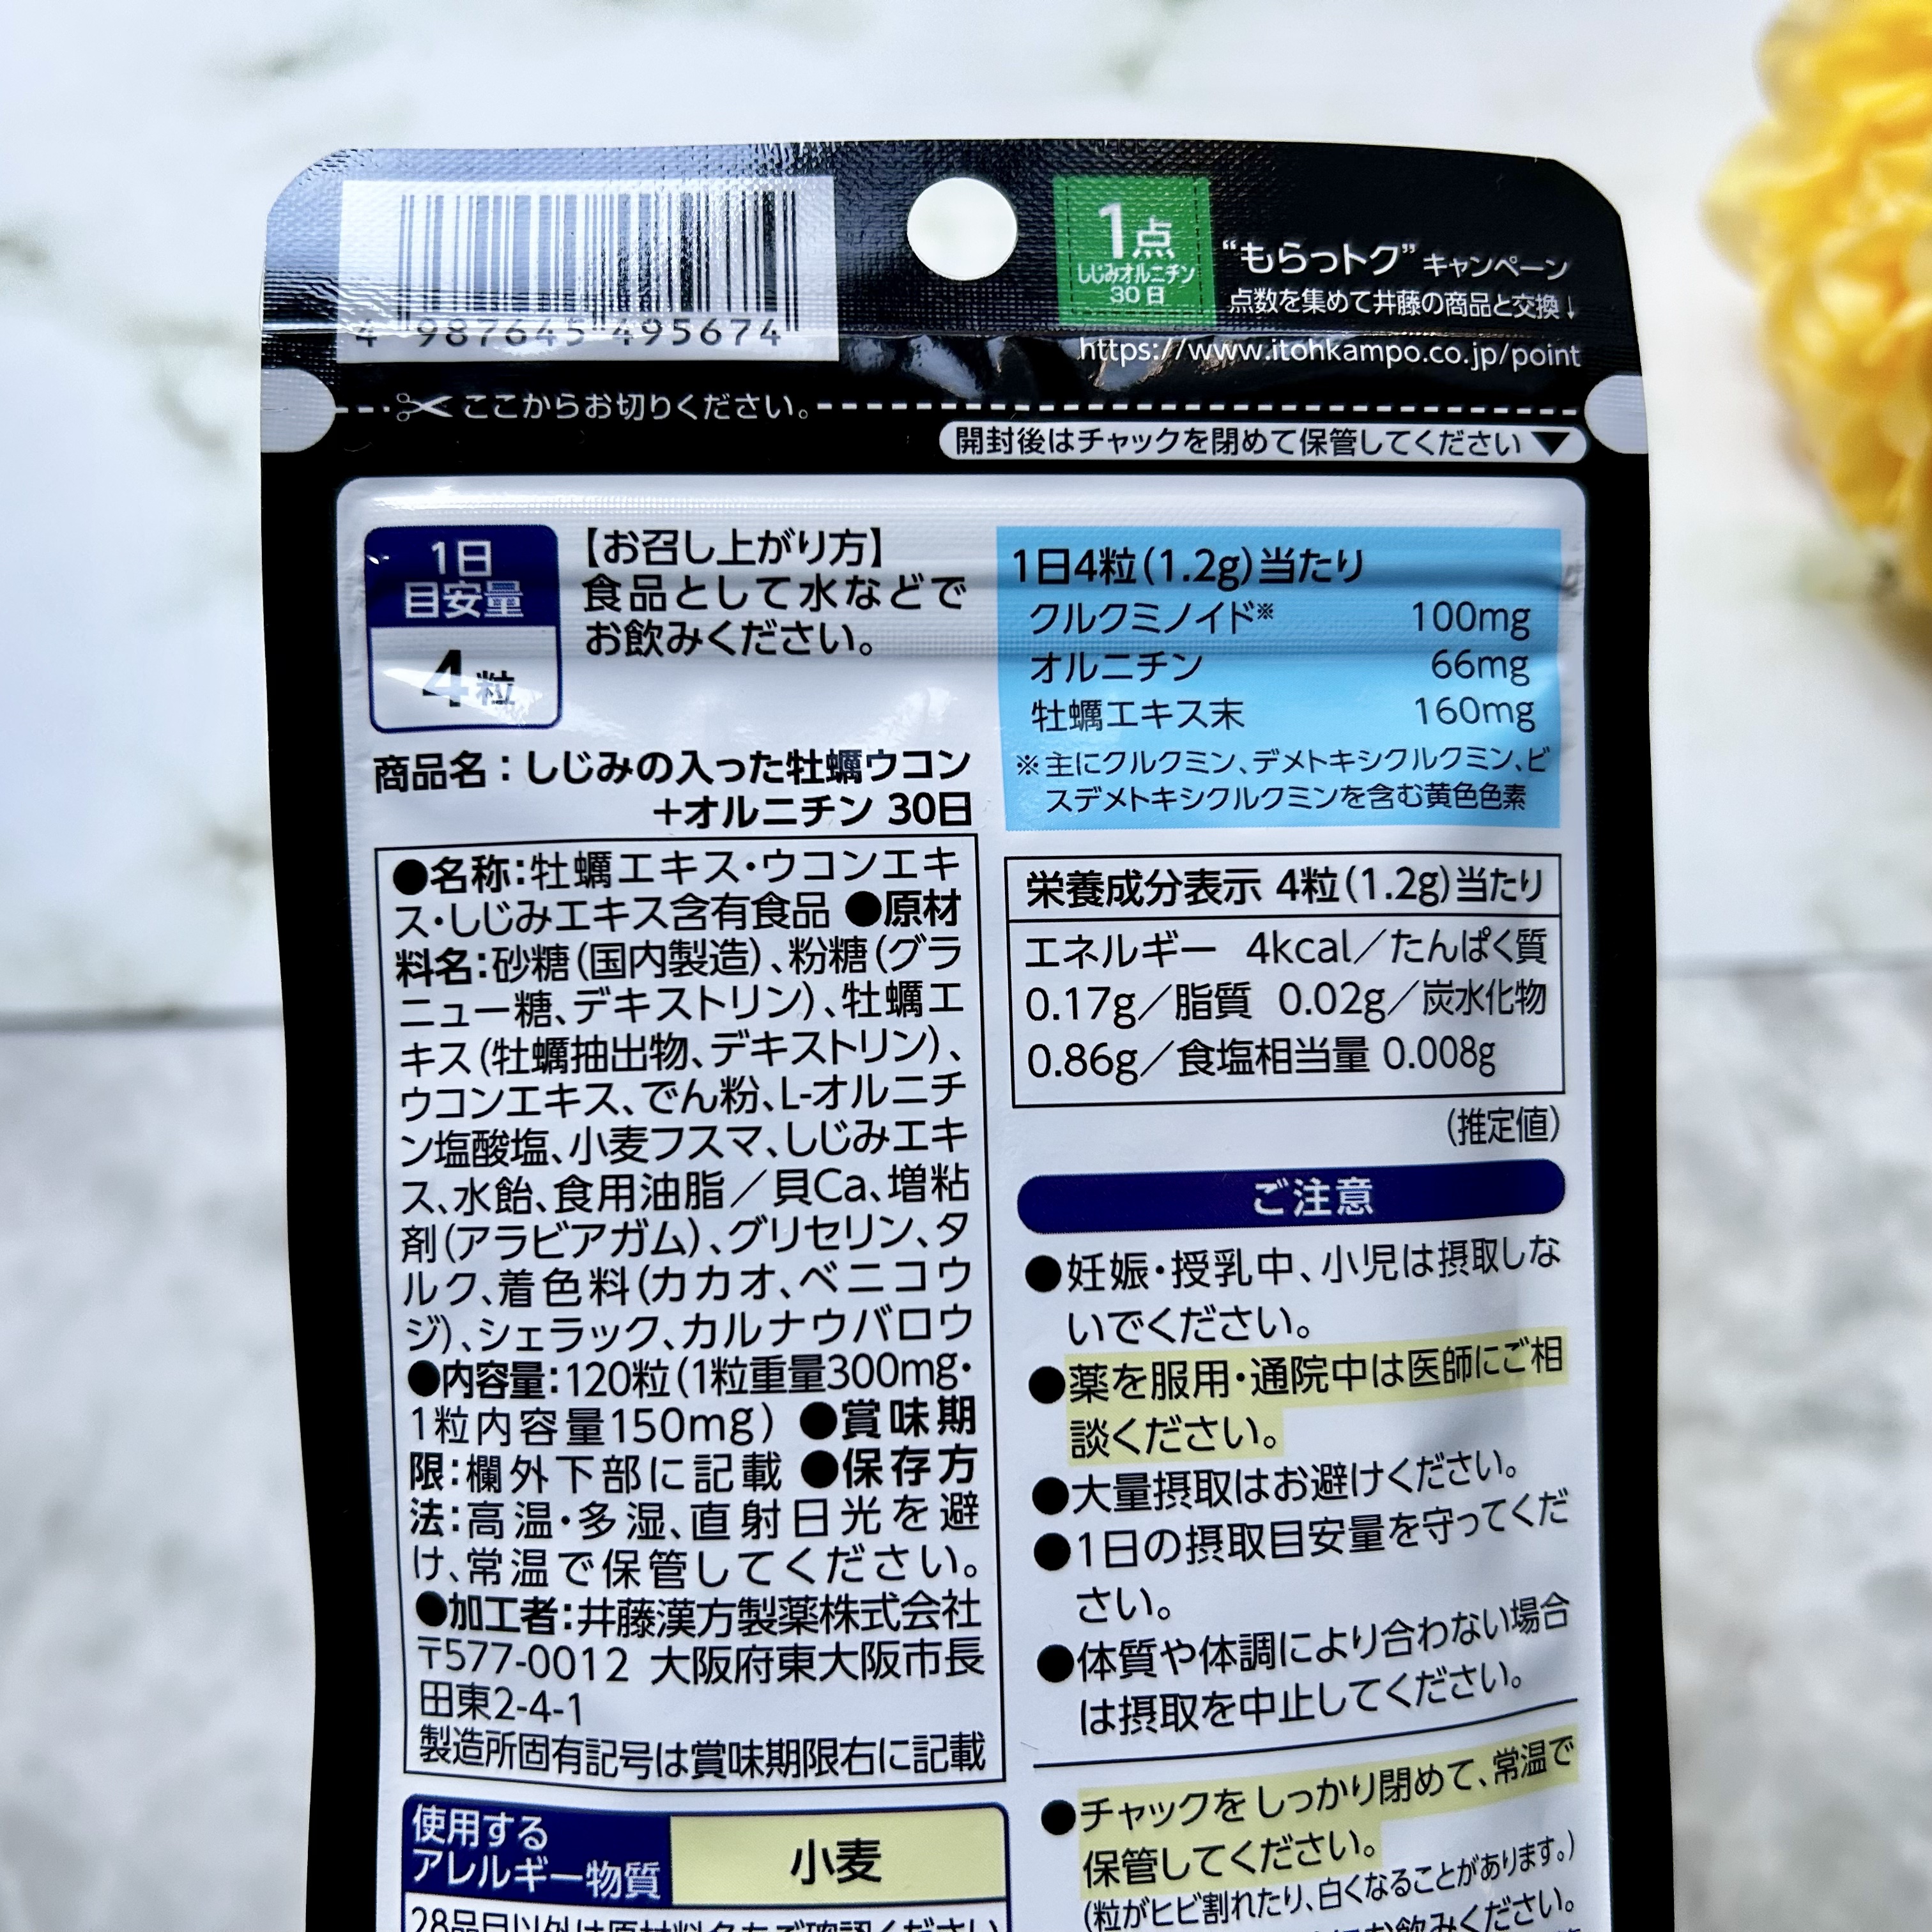 4 987645 495674
1点
しじみオルニチン
30日
“もらっトク”キャンペーン
点数を集めて井藤の商品と交換↓
https://www.itohkampo.co.jp/point
ここからお切りください。
開封後はチャックを閉めて保管してください▼
1日
目安量
4粒
【お召し上がり方】
食品として水などで
お飲みください。
商品名：しじみの入った牡蠣ウコン
+オルニチン 30日
●名称:牡蠣エキス・ウコンエキ
ス・しじみエキス含有食品 ●原材
料名:砂糖(国内製造)、粉糖(グラ
ニュー糖、デキストリン)、牡蠣エ
キス(牡蠣抽出物、デキストリン)、
ウコンエキス、でん粉、L-オルニチ
ン塩酸塩、小麦フスマ、しじみエキ
ス、水飴、食用油脂／貝Ca、増粘
剤(アラビアガム)、グリセリン、タ
ルク、着色料(カカオ、ベニコウ
ジ)、シェラック、カルナウバロウ
●内容量:120粒(1粒重量300mg・
1粒内容量150mg) ●賞味期
限:欄外下部に記載 ●保存方
法:高温・多湿、直射日光を避
け、常温で保管してください。
●加工者:井藤漢方製薬株式会社
〒577-0012 大阪府東大阪市長
田東2-4-1
製造所固有記号は賞味期限右に記載
使用する
アレルギー物質
小麦
28品目以外は原材料名をご確認ください
1日4粒(1.2g)当たり
クルクミノイド※ 100mg
オルニチン 66mg
牡蠣エキス末 160mg
※主にクルクミン、デメトキシクルクミン、ビ
スデメトキシクルクミンを含む黄色色素
栄養成分表示 4粒(1.2g)当たり
エネルギー 4kcal／たんぱく質
0.17g／脂質 0.02g／炭水化物
0.86g／食塩相当量 0.008g
(推定値)
ご注意
●妊娠・授乳中、小児は摂取しな
いでください。
●薬を服用・通院中は医師にご相
談ください。
●大量摂取はお避けください。
●1日の摂取目安量を守ってくだ
さい。
●体質や体調により合わない場合
は摂取を中止してください。
●チャックをしっかり閉めて、常温で
保管してください。
(粒がヒビ割れたり、白くなることがあります。)
お飲みください。